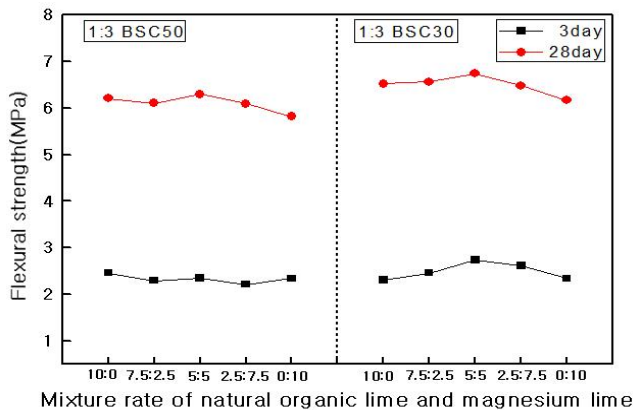 1:3 BSC50
1:3 BSC30
3day
28day
Flexural strength(MPa)
8
7
6
5
4
3
2
1
10:0 7.5:2.5 5:5 2.5:7.5 0:10 10:0 7.5:2.5 5:5 2.5:7.5 0:10
Mixture rate of natural organic lime and magnesium lime